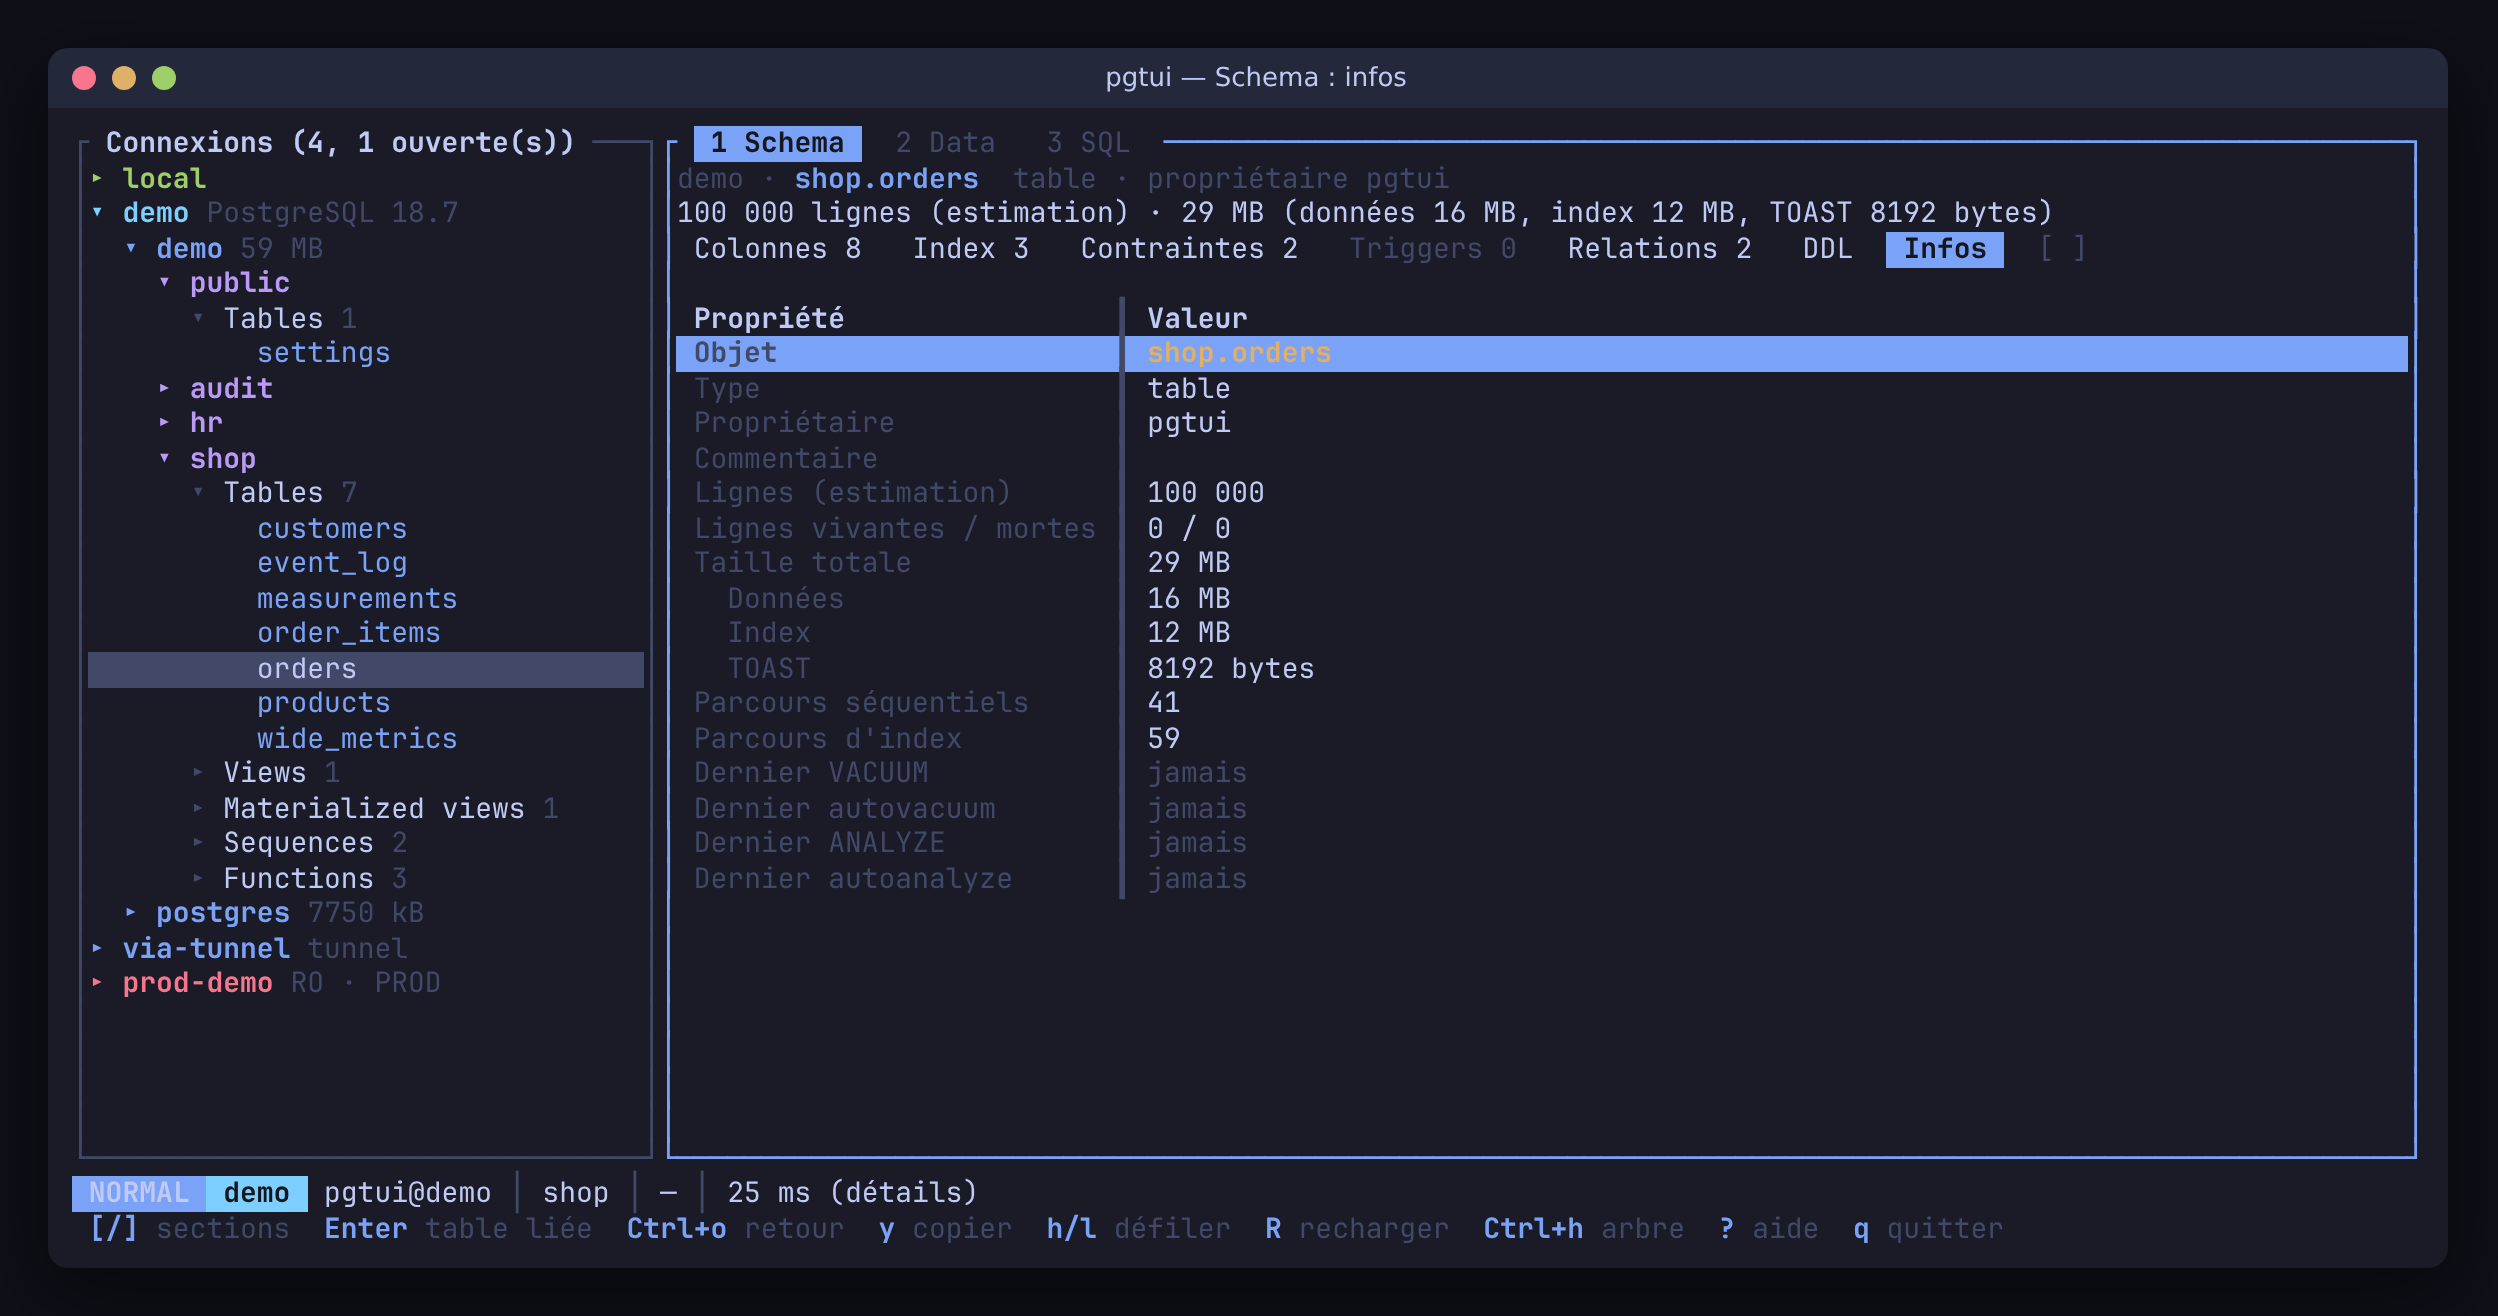 pgtui — Schema : infos
Connexions (4, 1 ouverte(s))
▸ local
▾ demo PostgreSQL 18.7
▾ demo 59 MB
▾ public
▾ Tables 1
settings
▸ audit
▸ hr
▾ shop
▾ Tables 7
customers
event_log
measurements
order_items
orders
products
wide_metrics
▸ Views 1
▸ Materialized views 1
▸ Sequences 2
▸ Functions 3
▸ postgres 7750 kB
▸ via-tunnel tunnel
▸ prod-demo RO · PROD
1 Schema 2 Data 3 SQL
demo · shop.orders table · propriétaire pgtui
100 000 lignes (estimation) · 29 MB (données 16 MB, index 12 MB, TOAST 8192 bytes)
Colonnes 8 Index 3 Contraintes 2 Triggers 0 Relations 2 DDL Infos [ ]
Propriété Valeur
Objet shop.orders
Type table
Propriétaire pgtui
Commentaire
Lignes (estimation) 100 000
Lignes vivantes / mortes 0 / 0
Taille totale 29 MB
Données 16 MB
Index 12 MB
TOAST 8192 bytes
Parcours séquentiels 41
Parcours d'index 59
Dernier VACUUM jamais
Dernier autovacuum jamais
Dernier ANALYZE jamais
Dernier autoanalyze jamais
NORMAL demo pgtui@demo │ shop │ — │ 25 ms (détails)
[/] sections Enter table liée Ctrl+o retour y copier h/l défiler R recharger Ctrl+h arbre ? aide q quitter